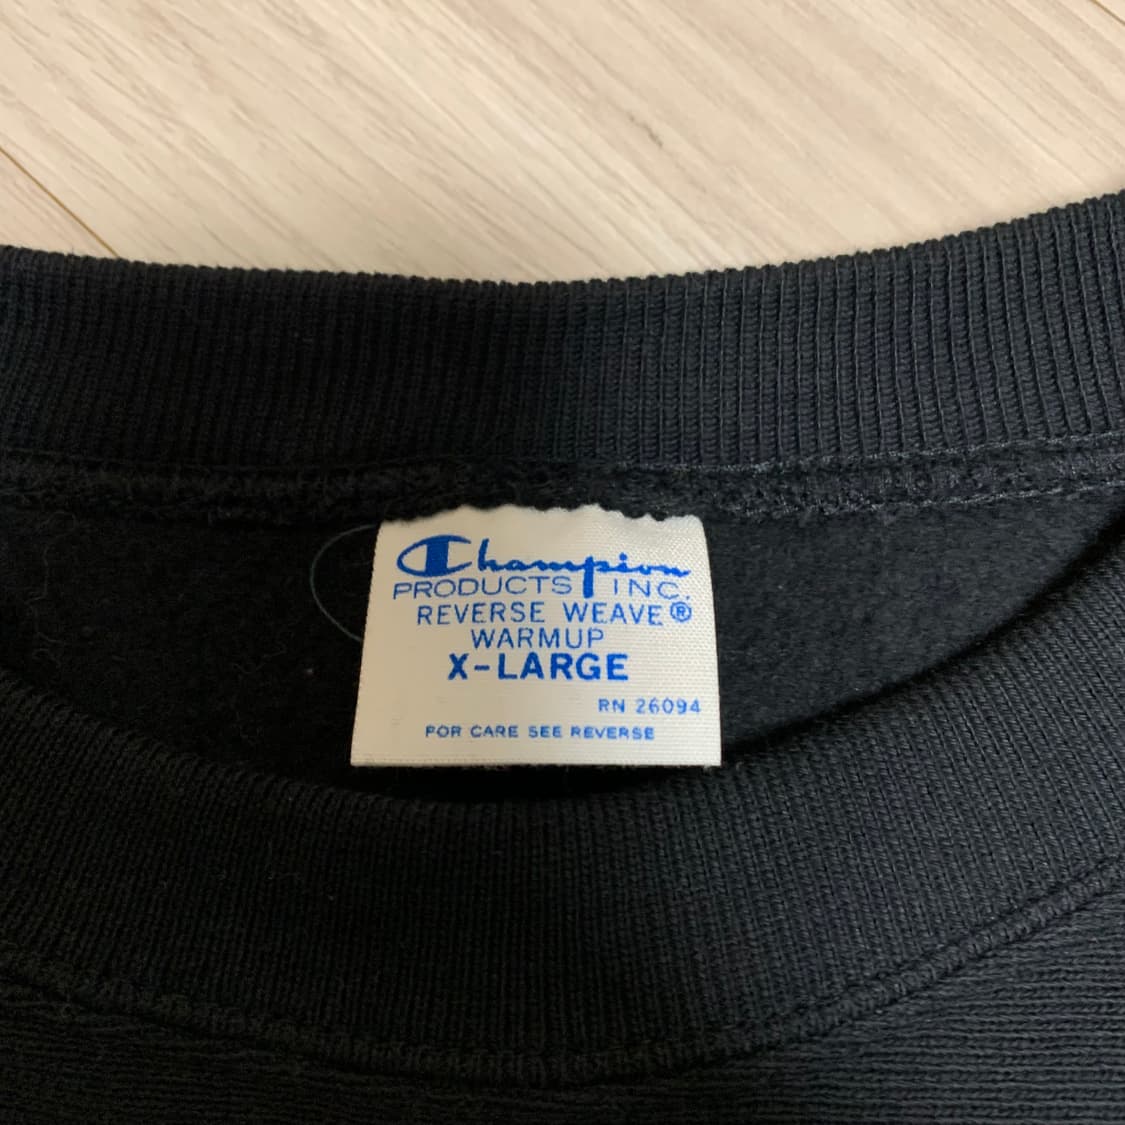 Champion
PRODUCTS INC.
REVERSE WEAVE®
WARMUP
X-LARGE
RN 26094
FOR CARE SEE REVERSE